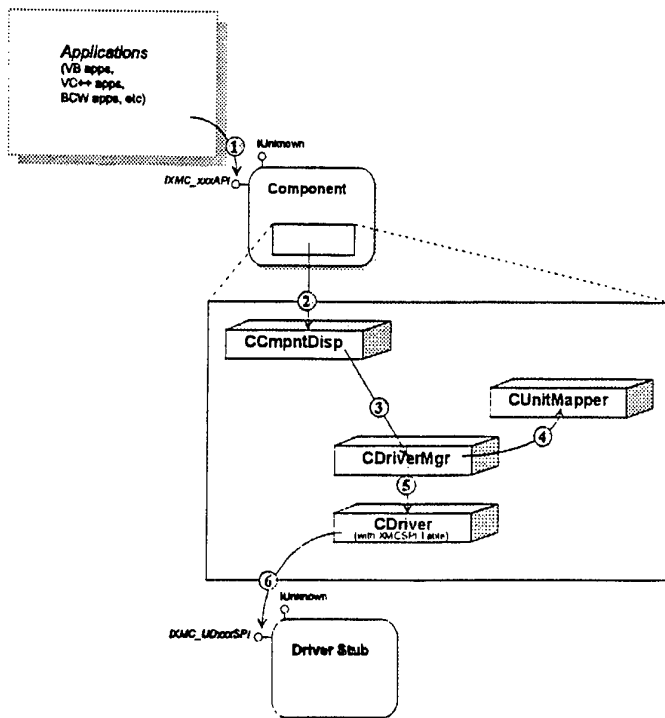 Applications
(VB apps,
VC++ apps,
BCW apps, etc)
1
IUnknown
IXMC_xxxAPI
Component
2
CCmpntDisp
3
CUnitMapper
4
CDriverMgr
5
CDriver
(with XMCSPI Table)
6
IUnknown
IXMC_UDxxxSPI
Driver Stub